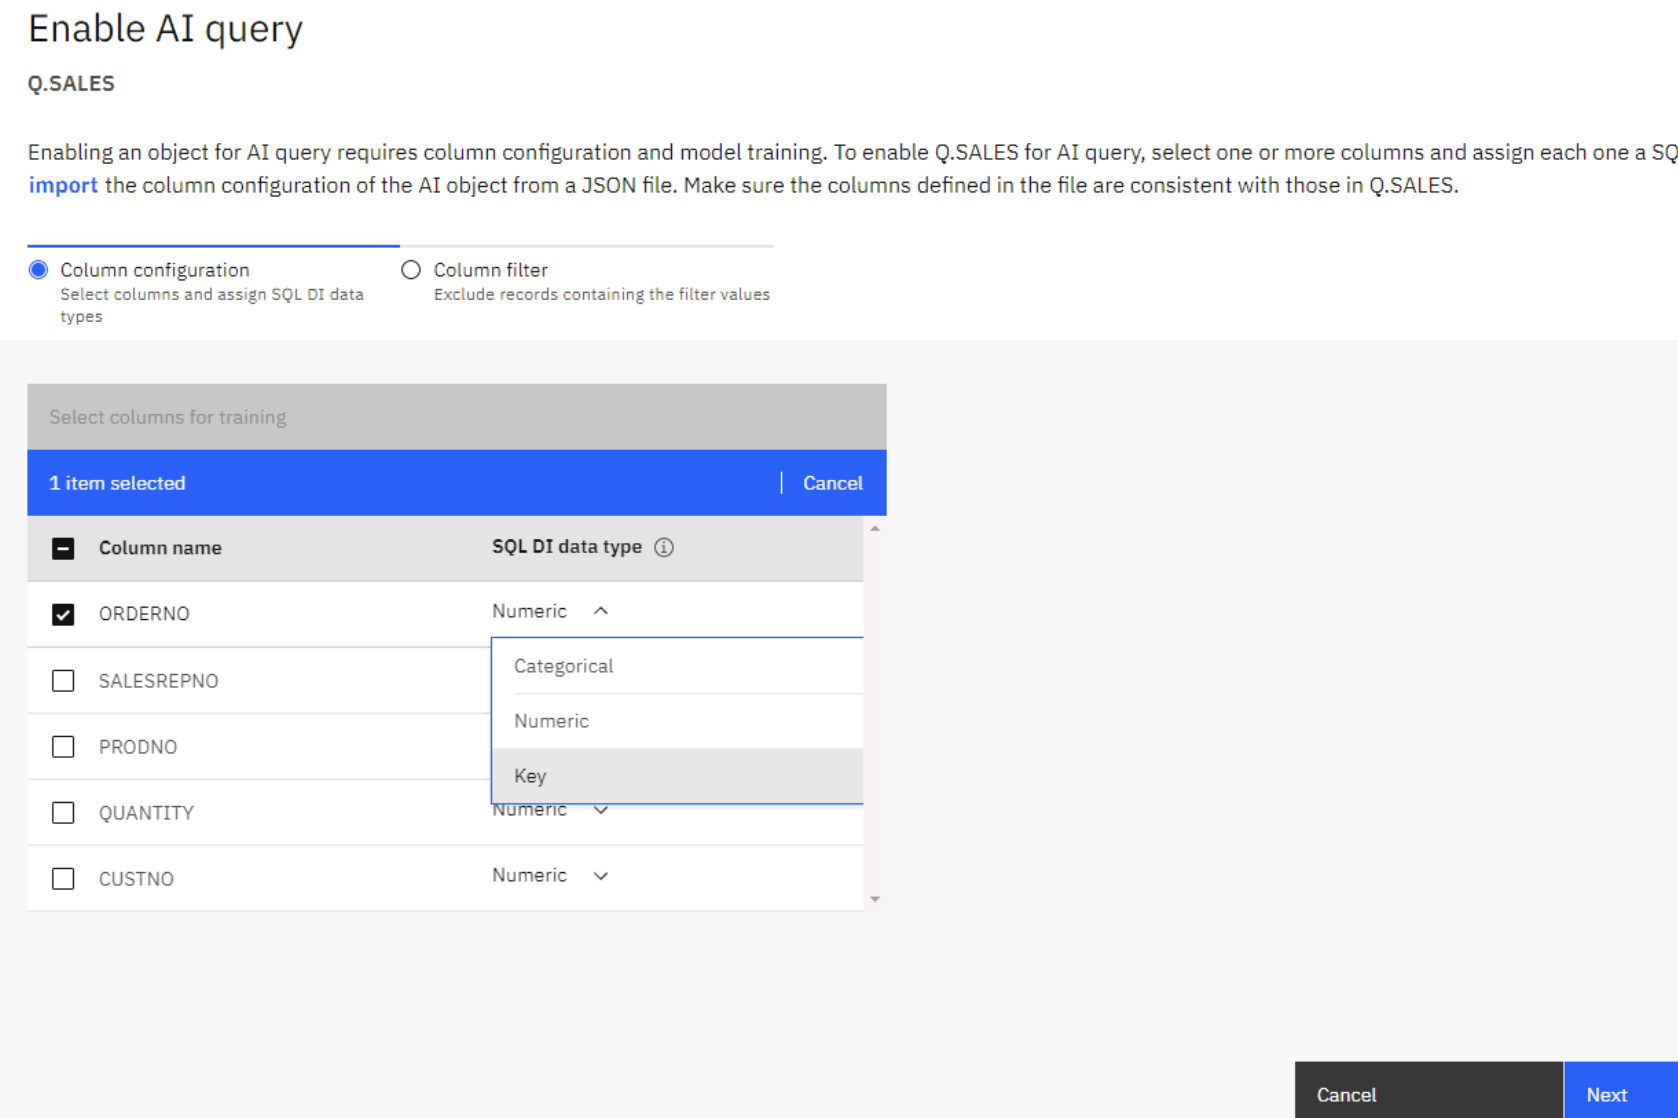 Enable AI query
Q.SALES
Enabling an object for AI query requires column configuration and model training. To enable Q.SALES for AI query, select one or more columns and assign each one a SQ
import the column configuration of the AI object from a JSON file. Make sure the columns defined in the file are consistent with those in Q.SALES.
Column configuration
Select columns and assign SQL DI data
types
Column filter
Exclude records containing the filter values
Select columns for training
1 item selected
Cancel
Column name
SQL DI data type
ORDERNO
Numeric
Categorical
SALESREPNO
Numeric
PRODNO
Key
QUANTITY
Numeric
CUSTNO
Numeric
Cancel
Next